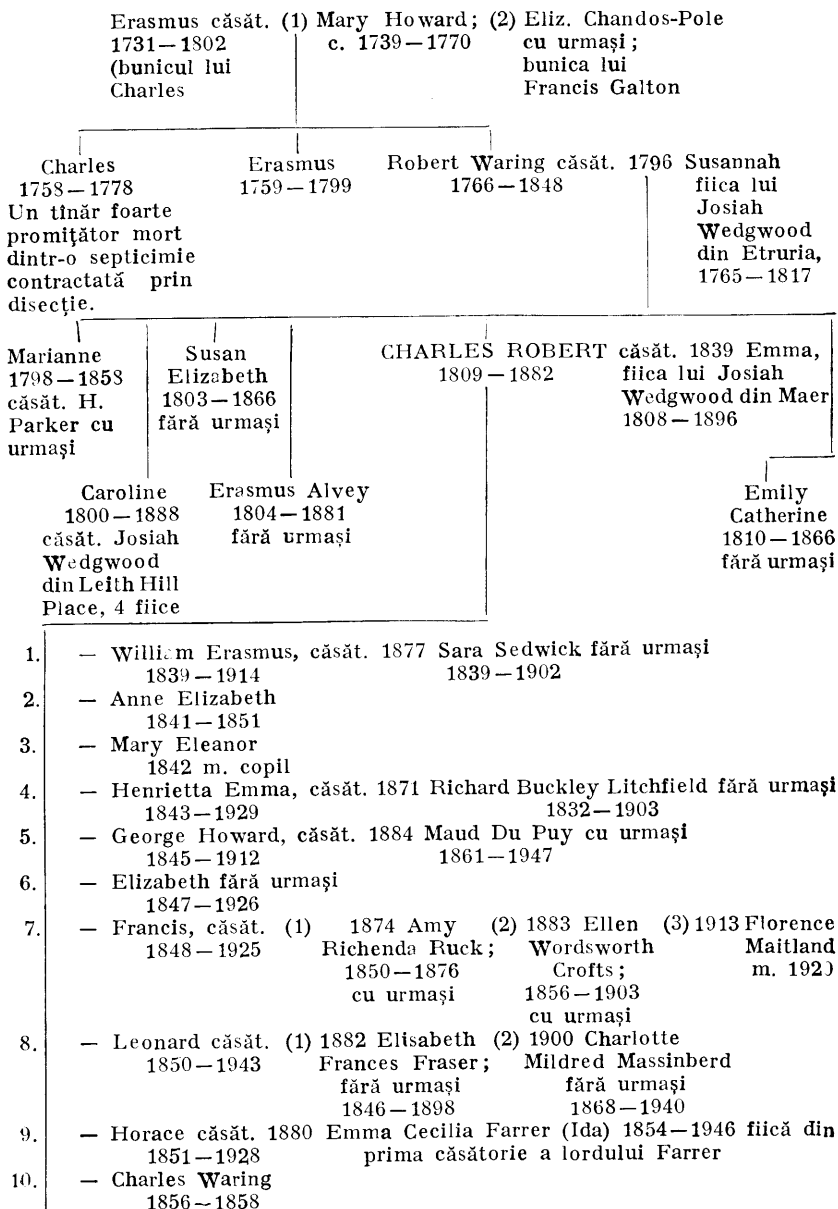 Erasmus căsăt. (1) Mary Howard; (2) Eliz. Chandos-Pole
1731—1802 c. 1739—1770 cu urmași;
(bunicul lui bunica lui
Charles Francis Galton
Charles Erasmus Robert Waring căsăt. 1796 Susannah
1758—1778 1759—1799 1766—1848 fiica lui
Un tînăr foarte Josiah
promițător mort Wedgwood
dintr-o septicimie din Etruria,
contractată prin 1765—1817
disecție.
Marianne Susan CHARLES ROBERT căsăt. 1839 Emma,
1798—1858 Elizabeth 1809—1882 fiica lui Josiah
căsăt. H. 1803—1866 Wedgwood din Maer
Parker cu fără urmași 1808—1896
urmași
Caroline Erasmus Alvey Emily
1800—1888 1804—1881 Catherine
căsăt. Josiah fără urmași 1810—1866
Wedgwood fără urmași
din Leith Hill
Place, 4 fiice
1. — William Erasmus, căsăt. 1877 Sara Sedwick fără urmași
1839—1914 1839—1902
2. — Anne Elizabeth
1841—1851
3. — Mary Eleanor
1842 m. copil
4. — Henrietta Emma, căsăt. 1871 Richard Buckley Litchfield fără urmași
1843—1929 1832—1903
5. — George Howard, căsăt. 1884 Maud Du Puy cu urmași
1845—1912 1861—1947
6. — Elizabeth fără urmași
1847—1926
7. — Francis, căsăt. (1) 1874 Amy (2) 1883 Ellen (3) 1913 Florence
1848—1925 Richenda Ruck; Wordsworth Maitland
1850—1876 Crofts; m. 1920
cu urmași 1856—1903
cu urmași
8. — Leonard căsăt. (1) 1882 Elisabeth (2) 1900 Charlotte
1850—1943 Frances Fraser; Mildred Massinberd
fără urmași fără urmași
1846—1898 1868—1940
9. — Horace căsăt. 1880 Emma Cecilia Farrer (Ida) 1854—1946 fiică din
1851—1928 prima căsătorie a lordului Farrer
10. — Charles Waring
1856—1858